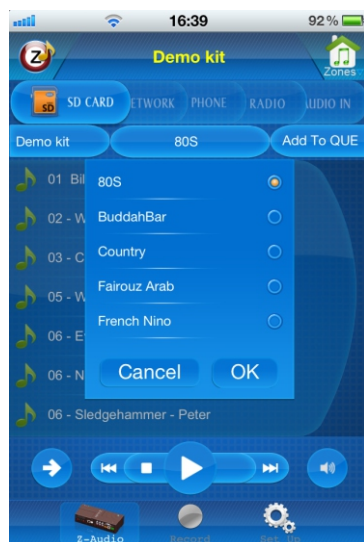 16:39 92%
Z Demo kit Zones
SD SD CARD ETWORK PHONE RADIO UDIO IN
Demo kit 80S Add To QUE
01 Bil
80S
02 - W
BuddahBar
03 - C
Country
05 - W
Fairouz Arab
06 - E
French Nino
06 - N
Cancel OK
06 - Sledgehammer - Peter
Z-Audio Record Set Up